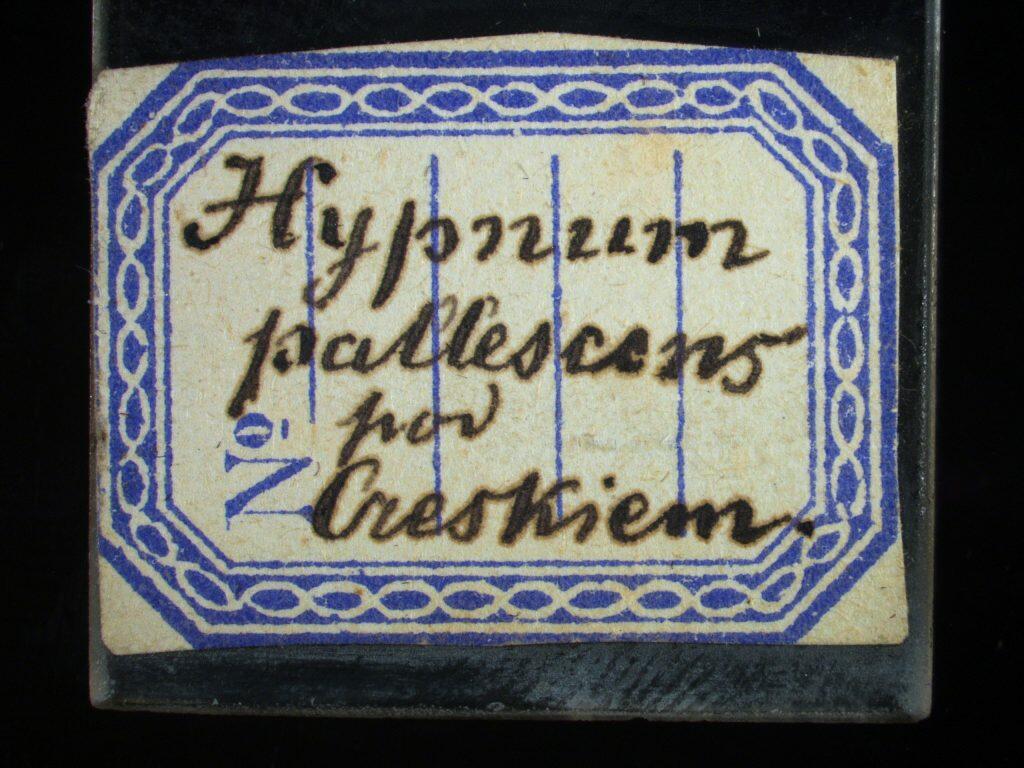 Hypnum
pallescens
pod
Creskiem.
Nº